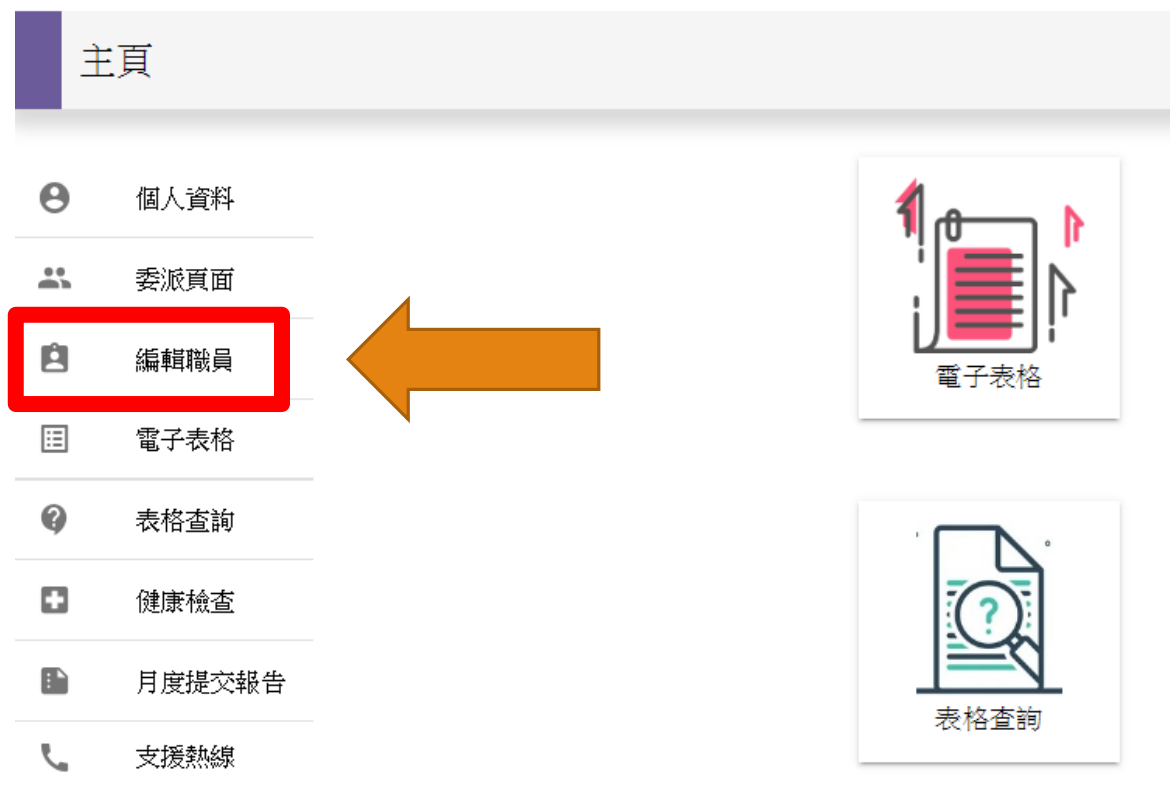 主頁
個人資料
委派頁面
編輯職員
電子表格
表格查詢
健康檢查
月度提交報告
支援熱線
電子表格
?
表格查詢